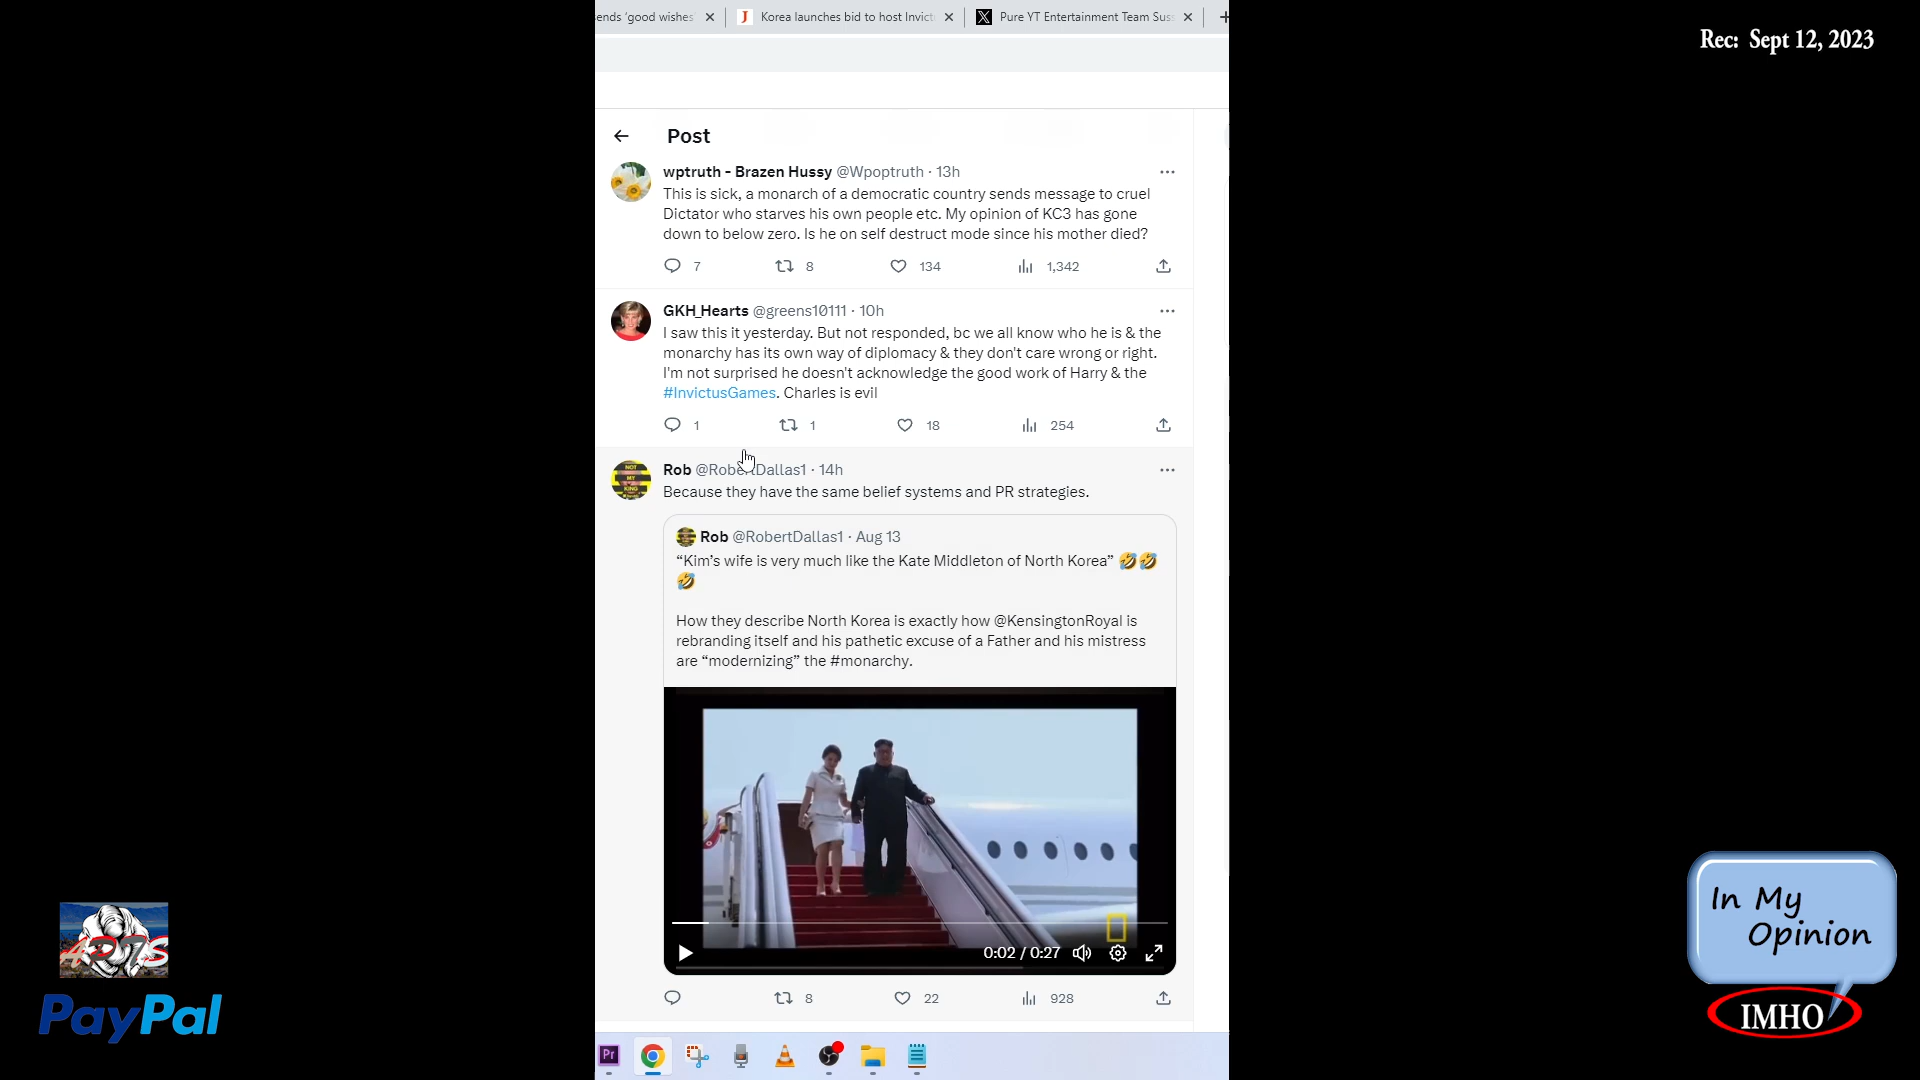 ends 'good wishes'
Korea launches bid to host Invict
Pure YT Entertainment Team Sus
Rec: Sept 12, 2023
Post
wptruth - Brazen Hussy @Wpoptruth · 13h
This is sick, a monarch of a democratic country sends message to cruel
Dictator who starves his own people etc. My opinion of KC3 has gone
down to below zero. Is he on self destruct mode since his mother died?
7 8 134 1,342
GKH_Hearts @greens10111 · 10h
I saw this it yesterday. But not responded, bc we all know who he is & the
monarchy has its own way of diplomacy & they don't care wrong or right.
I'm not surprised he doesn't acknowledge the good work of Harry & the
#InvictusGames. Charles is evil
1 1 18 254
Rob @RobertDallas1 · 14h
Because they have the same belief systems and PR strategies.
NOT
MY
KING
Rob @RobertDallas1 · Aug 13
“Kim’s wife is very much like the Kate Middleton of North Korea” 🤣🤣
🤣
How they describe North Korea is exactly how @KensingtonRoyal is
rebranding itself and his pathetic excuse of a Father and his mistress
are “modernizing” the #monarchy.
0:02 / 0:27
8 22 928
Pr
PayPal
In My
Opinion
IMHO